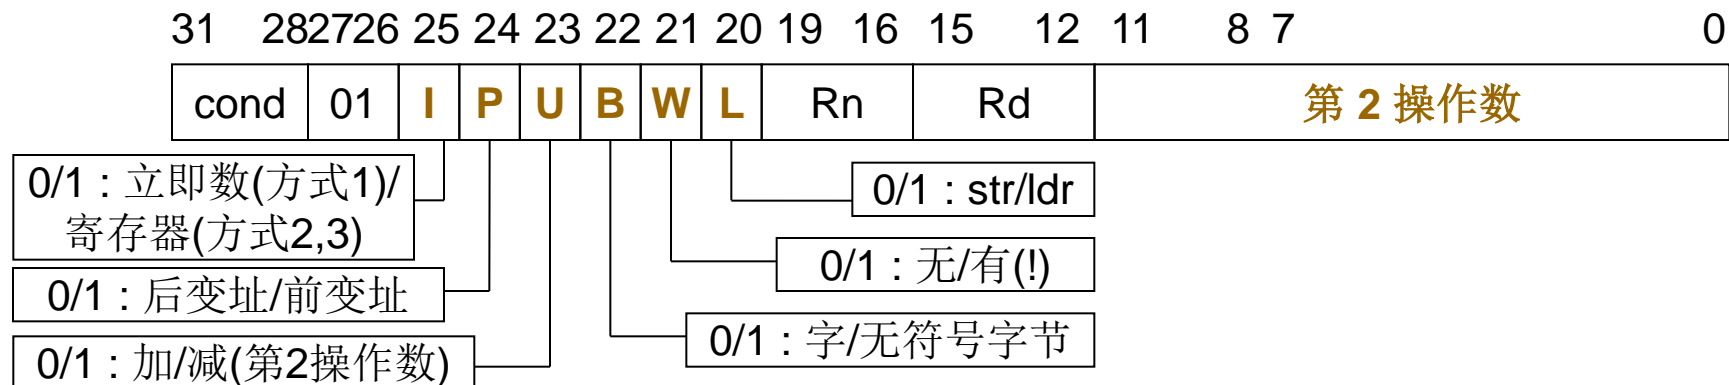 31 28 27 26 25 24 23 22 21 20 19 16 15 12 11 8 7 0
cond 01 I P U B W L Rn Rd 第 2 操作数
0/1 : 立即数(方式1)/
寄存器(方式2,3)
0/1 : str/ldr
0/1 : 无/有(!)
0/1 : 后变址/前变址
0/1 : 字/无符号字节
0/1 : 加/减(第2操作数)